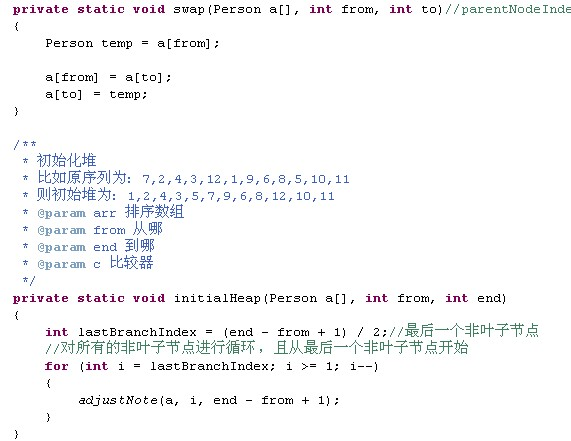 private static void swap(Person a[], int from, int to)//parentNodeInde
{
    Person temp = a[from];

    a[from] = a[to];
    a[to] = temp;
}

/**
 * 初始化堆
 * 比如原序列为: 7,2,4,3,12,1,9,6,8,5,10,11
 * 则初始堆为: 1,2,4,3,5,7,9,6,8,12,10,11
 * @param arr 排序数组
 * @param from 从哪
 * @param end 到哪
 * @param c 比较器
 */
private static void initialHeap(Person a[], int from, int end)
{
    int lastBranchIndex = (end - from + 1) / 2;//最后一个非叶子节点
    //对所有的非叶子节点进行循环，且从最后一个非叶子节点开始
    for (int i = lastBranchIndex; i >= 1; i--)
    {
        adjustNote(a, i, end - from + 1);
    }
}